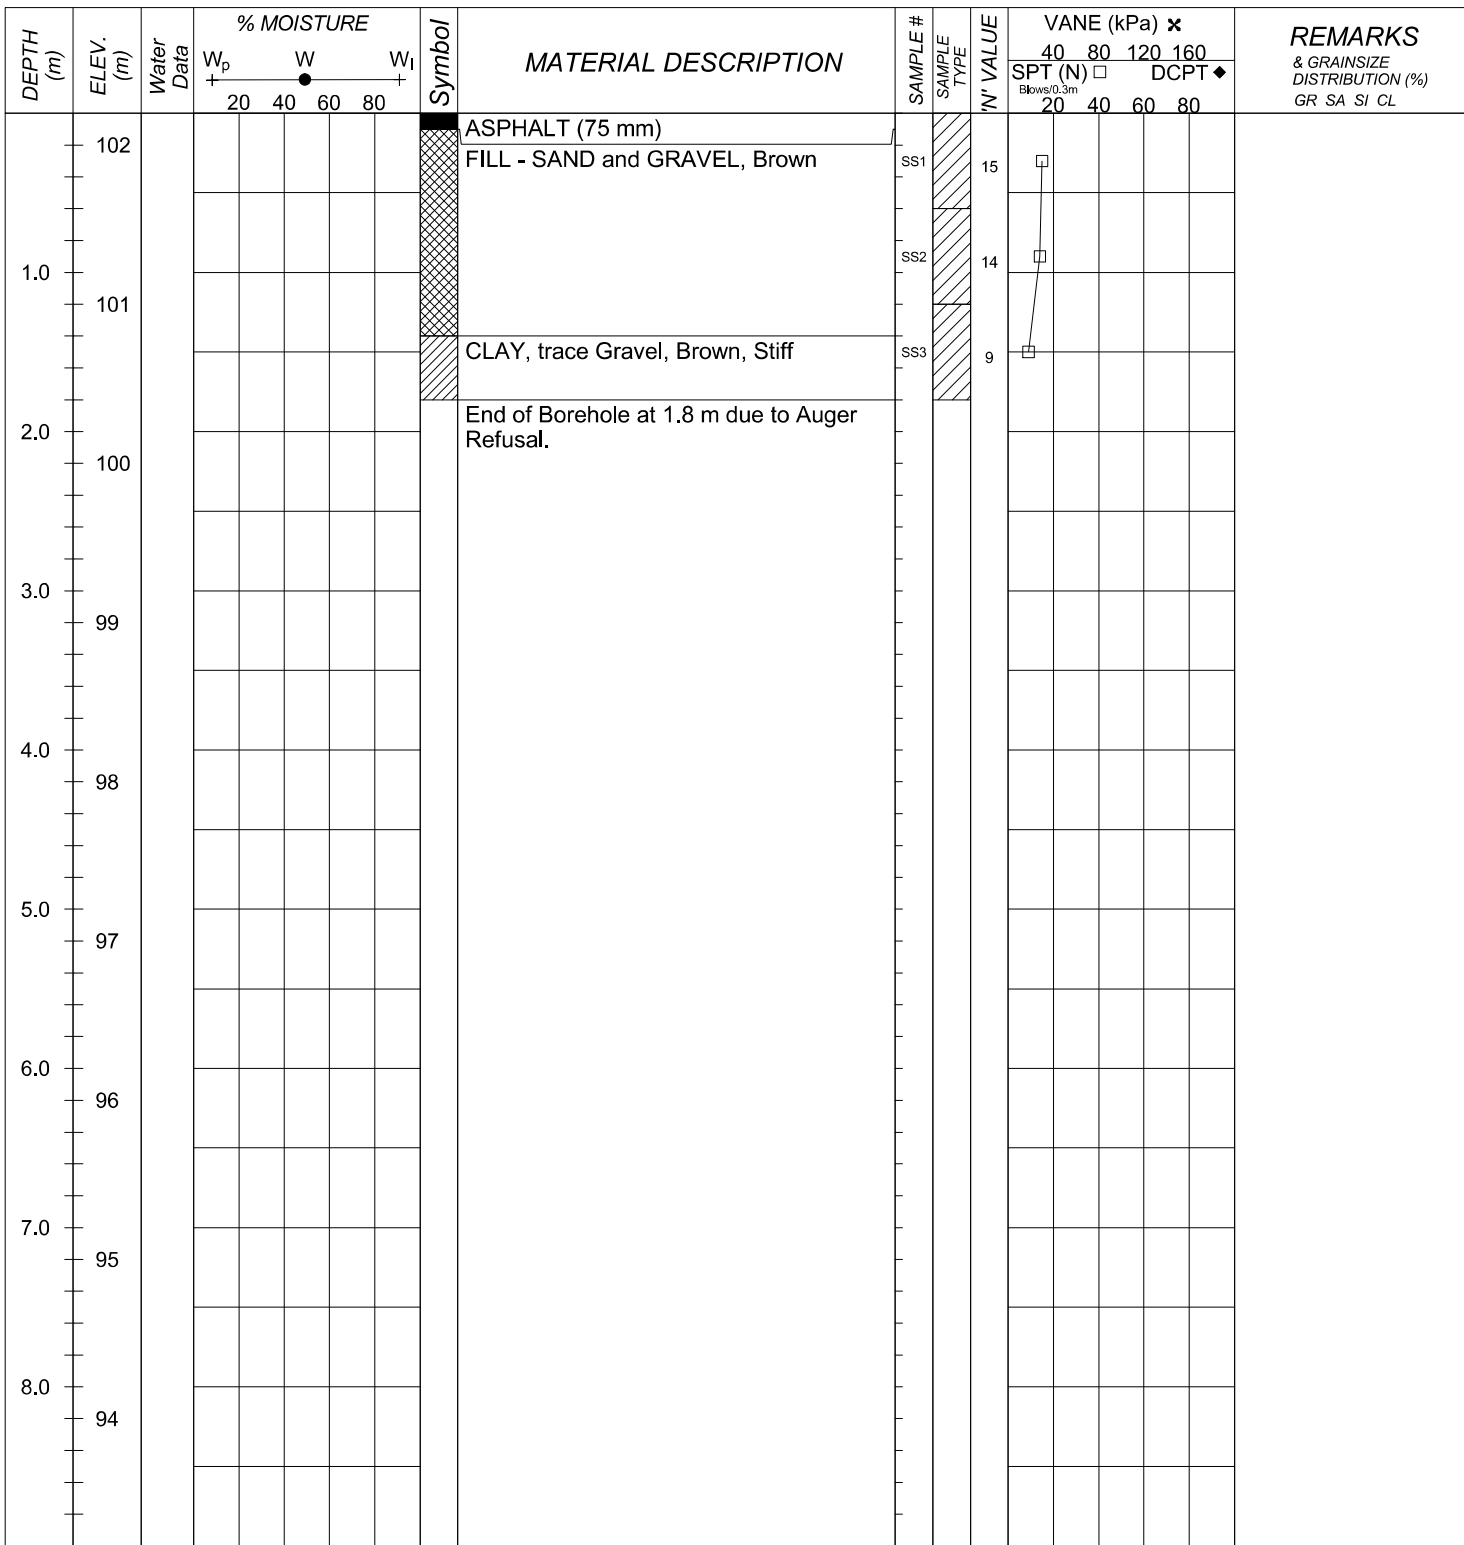 DEPTH (m)
ELEV. (m)
Water Data
% MOISTURE
Wp W Wl
20 40 60 80
Symbol
MATERIAL DESCRIPTION
SAMPLE #
SAMPLE TYPE
'N' VALUE
VANE (kPa)
40 80 120 160
SPT (N) DCPT
Blows/0.3m
20 40 60 80
REMARKS
& GRAINSIZE
DISTRIBUTION (%)
GR SA SI CL
ASPHALT (75 mm)
102
FILL - SAND and GRAVEL, Brown
SS1
15
SS2
14
1.0
101
CLAY, trace Gravel, Brown, Stiff
SS3
9
End of Borehole at 1.8 m due to Auger
Refusal.
2.0
100
3.0
99
4.0
98
5.0
97
6.0
96
7.0
95
8.0
94